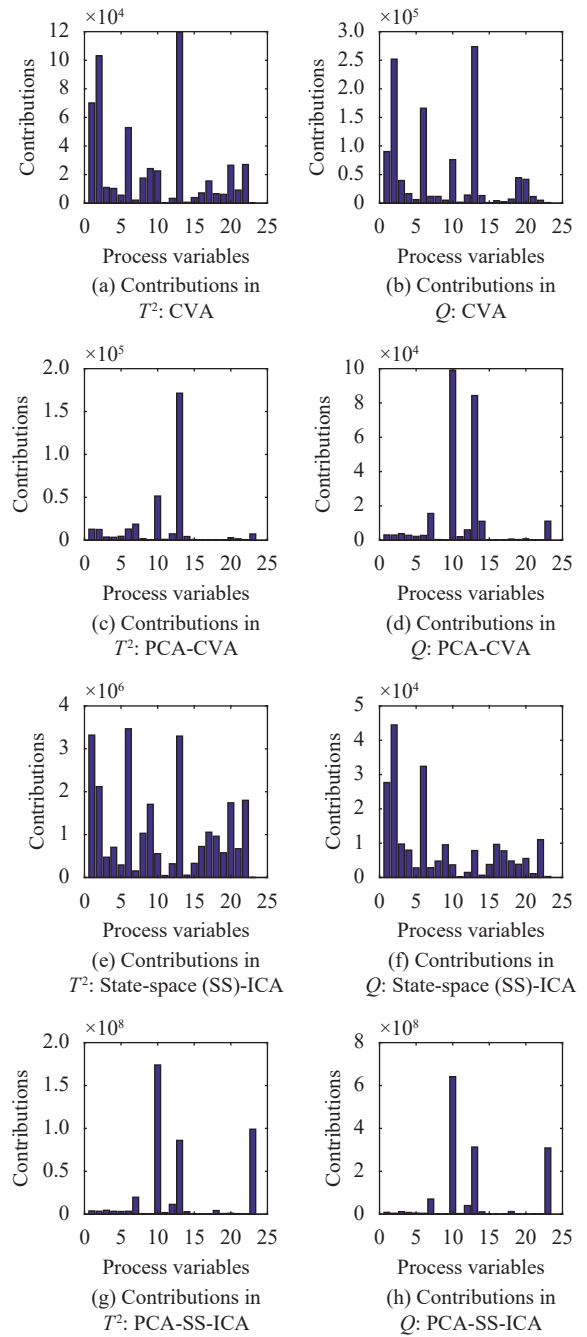 ×10⁴
12
10
8
6
4
2
0
Contributions
0 5 10 15 20 25
Process variables
(a) Contributions in
T²: CVA
×10⁵
3.0
2.5
2.0
1.5
1.0
0.5
0
Contributions
0 5 10 15 20 25
Process variables
(b) Contributions in
Q: CVA
×10⁵
2.0
1.5
1.0
0.5
0
Contributions
0 5 10 15 20 25
Process variables
(c) Contributions in
T²: PCA-CVA
×10⁴
10
8
6
4
2
0
Contributions
0 5 10 15 20 25
Process variables
(d) Contributions in
Q: PCA-CVA
×10⁶
4
3
2
1
0
Contributions
0 5 10 15 20 25
Process variables
(e) Contributions in
T²: State-space (SS)-ICA
×10⁴
5
4
3
2
1
0
Contributions
0 5 10 15 20 25
Process variables
(f) Contributions in
Q: State-space (SS)-ICA
×10⁸
2.0
1.5
1.0
0.5
0
Contributions
0 5 10 15 20 25
Process variables
(g) Contributions in
T²: PCA-SS-ICA
×10⁸
8
6
4
2
0
Contributions
0 5 10 15 20 25
Process variables
(h) Contributions in
Q: PCA-SS-ICA